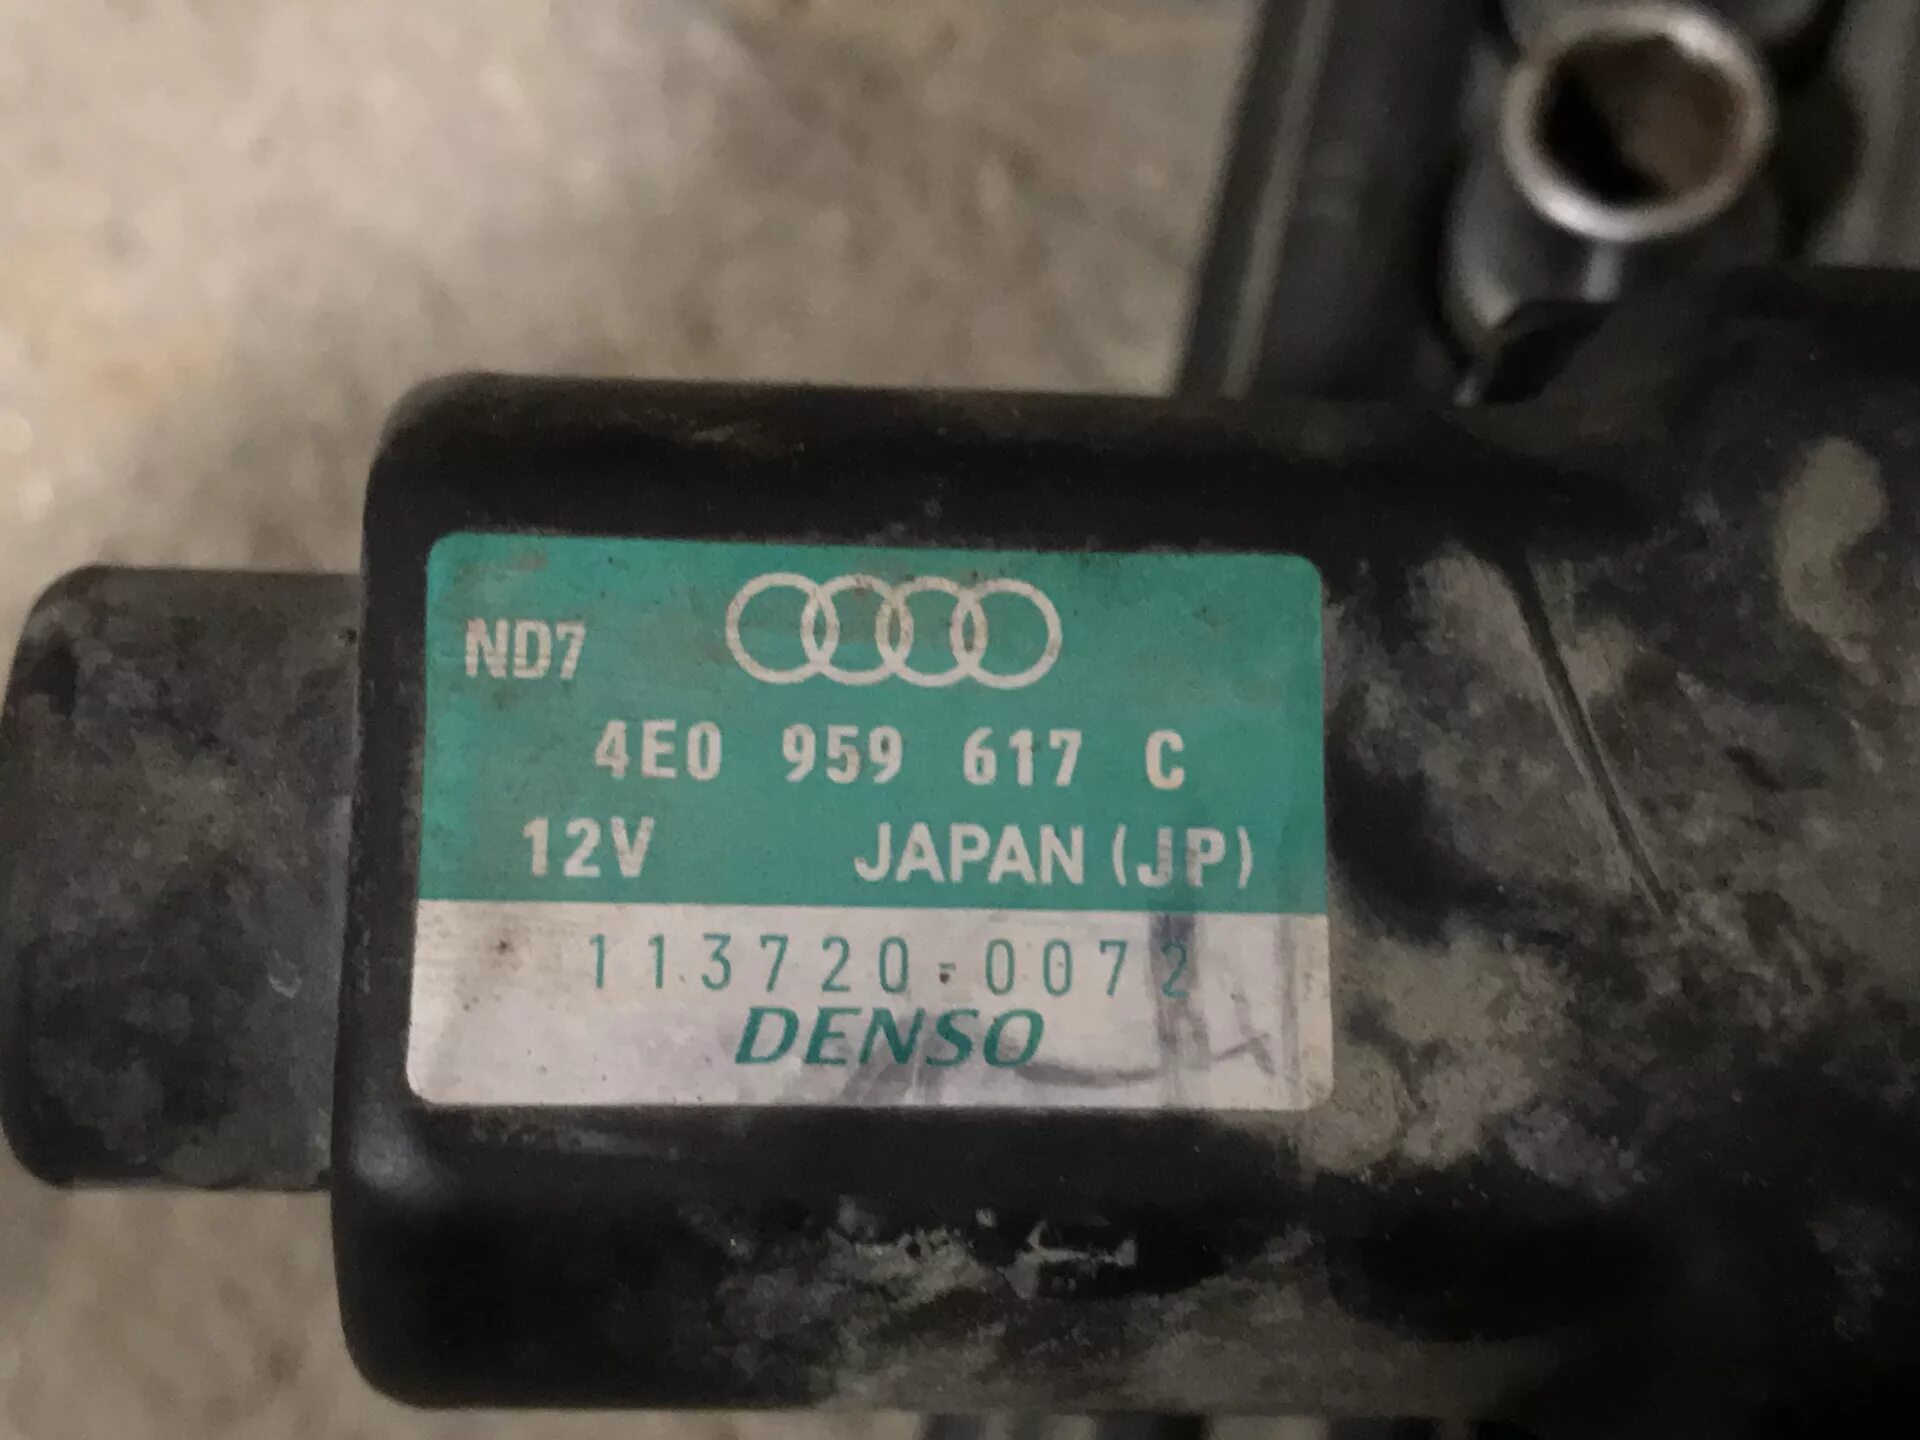 ND7
4E0 959 617 C
12V JAPAN (JP)
113720-0072
DENSO